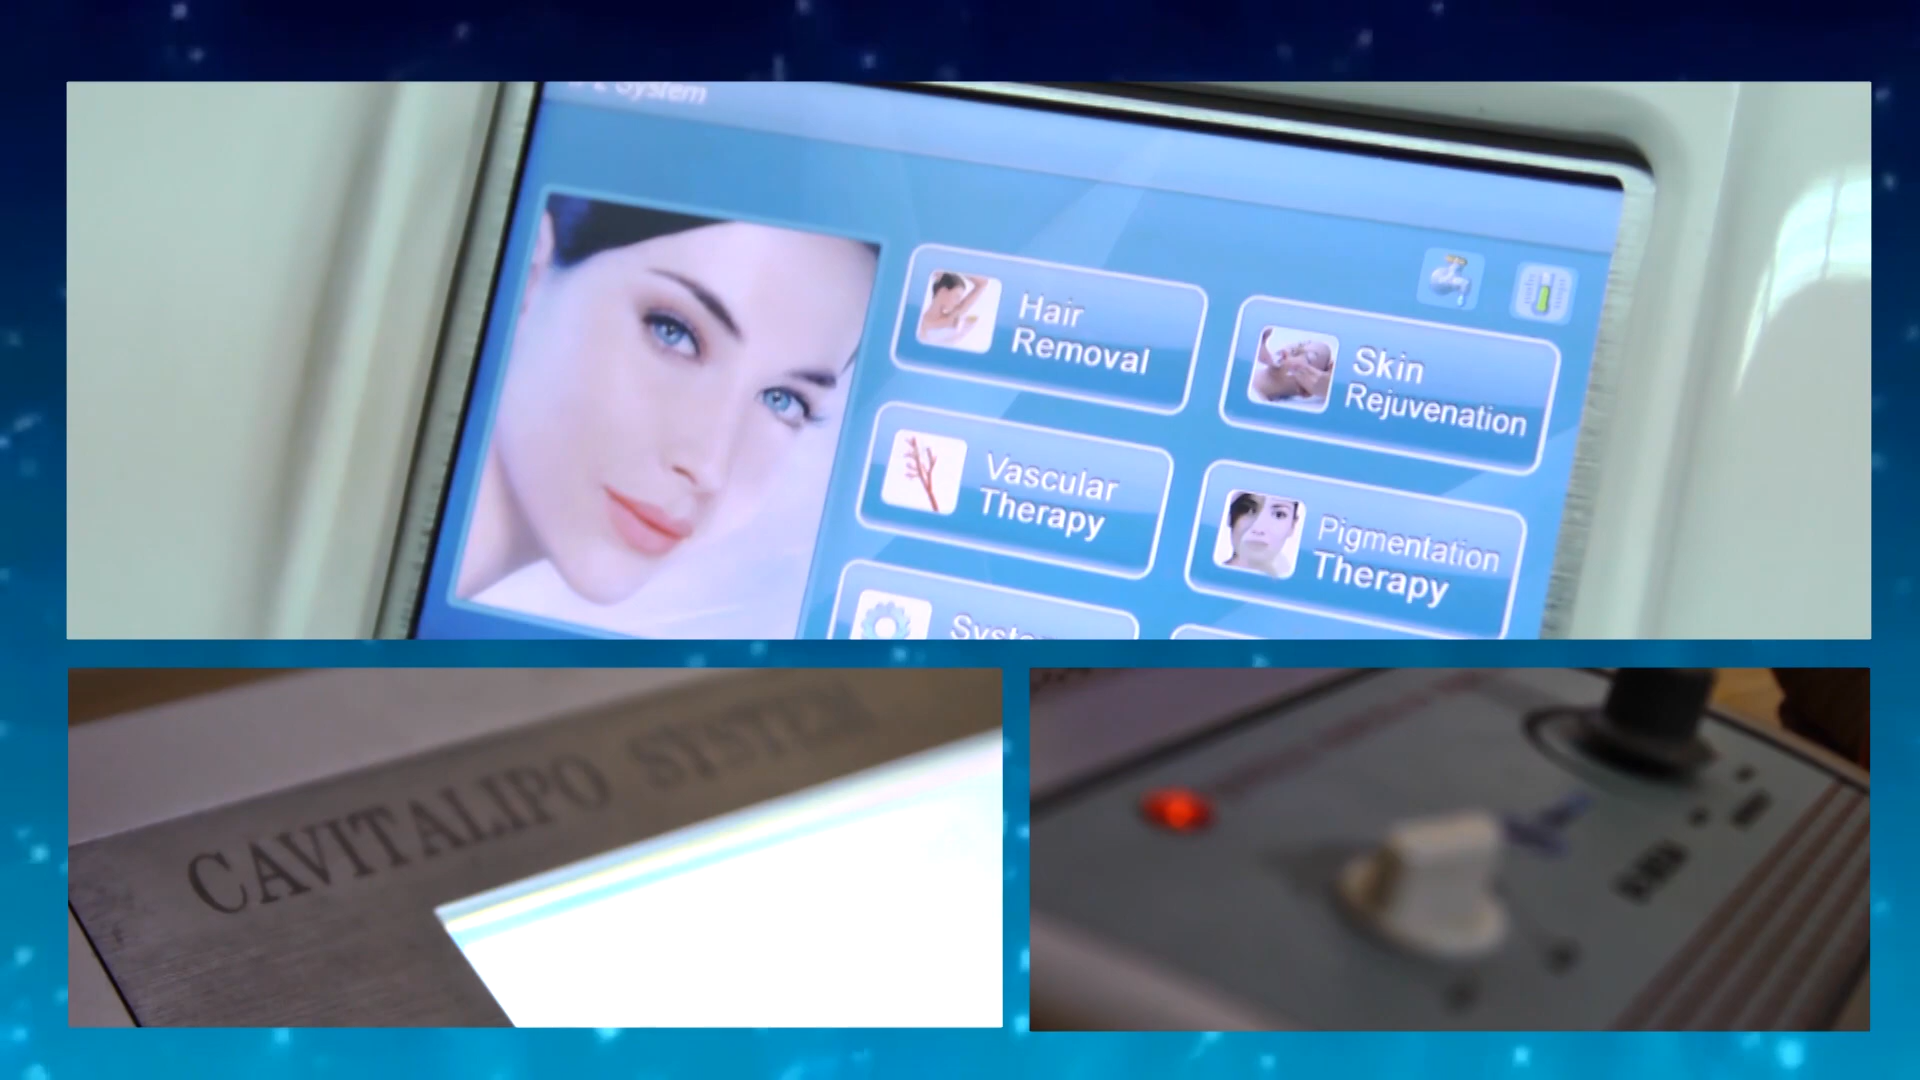 System
Hair
Removal
Skin
Rejuvenation
Vascular
Therapy
Pigmentation
Therapy
CAVITALIPO SYSTEM